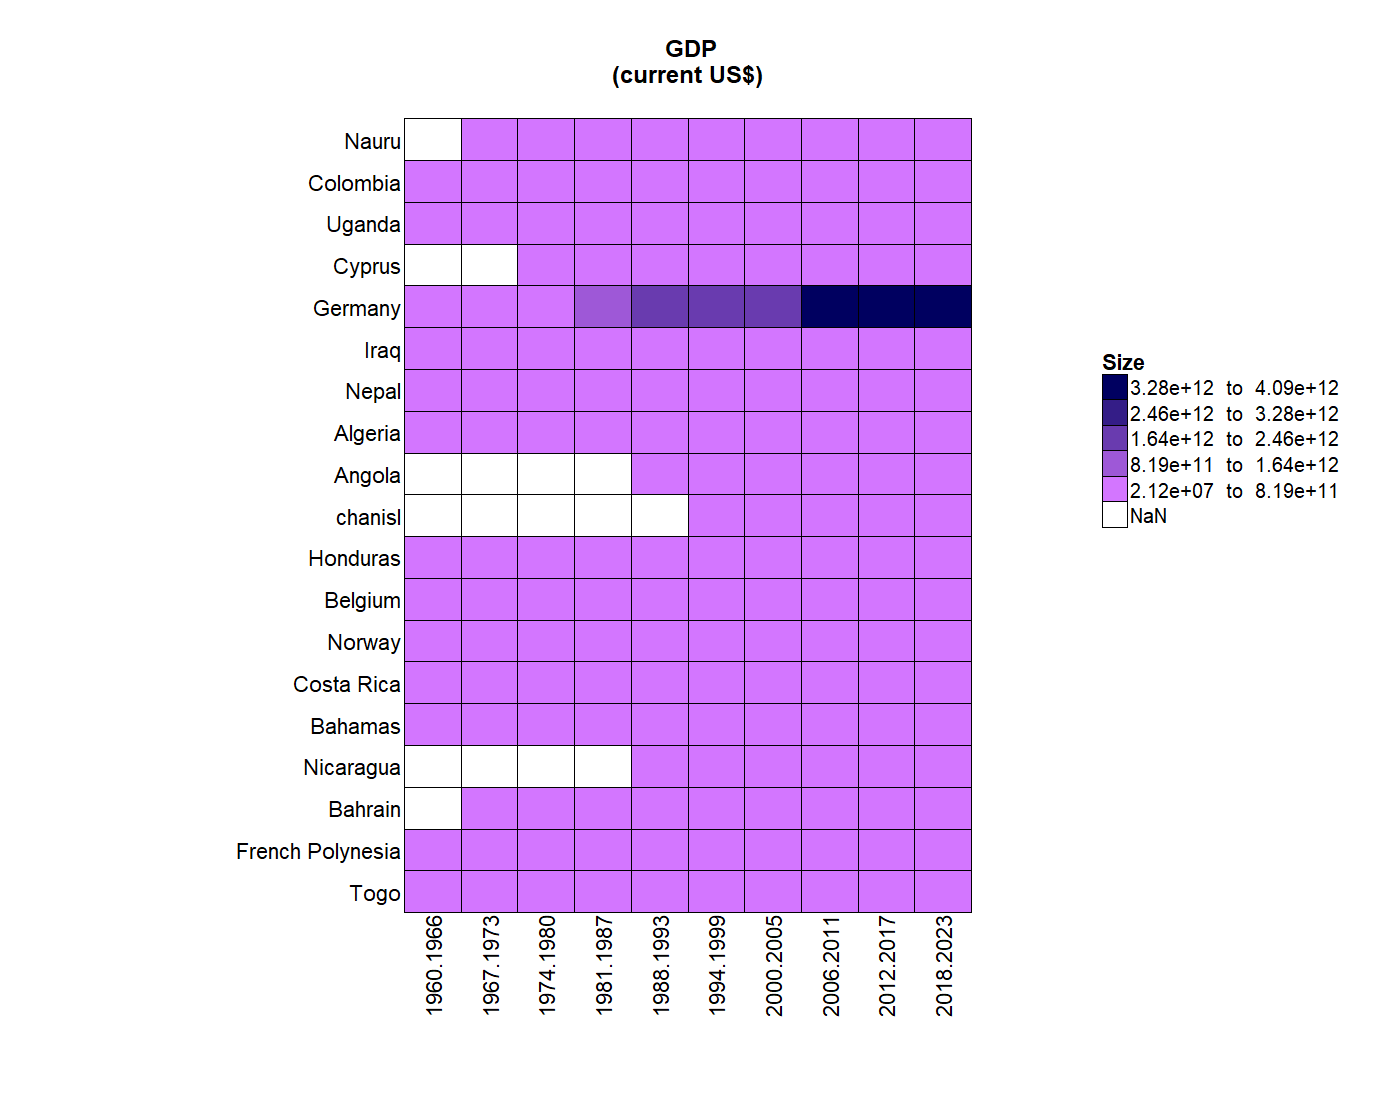 GDP
(current US$)
Nauru
Colombia
Uganda
Cyprus
Germany
Iraq
Nepal
Algeria
Angola
chanisl
Honduras
Belgium
Norway
Costa Rica
Bahamas
Nicaragua
Bahrain
French Polynesia
Togo
1960.1966
1967.1973
1974.1980
1981.1987
1988.1993
1994.1999
2000.2005
2006.2011
2012.2017
2018.2023
Size
3.28e+12 to 4.09e+12
2.46e+12 to 3.28e+12
1.64e+12 to 2.46e+12
8.19e+11 to 1.64e+12
2.12e+07 to 8.19e+11
NaN